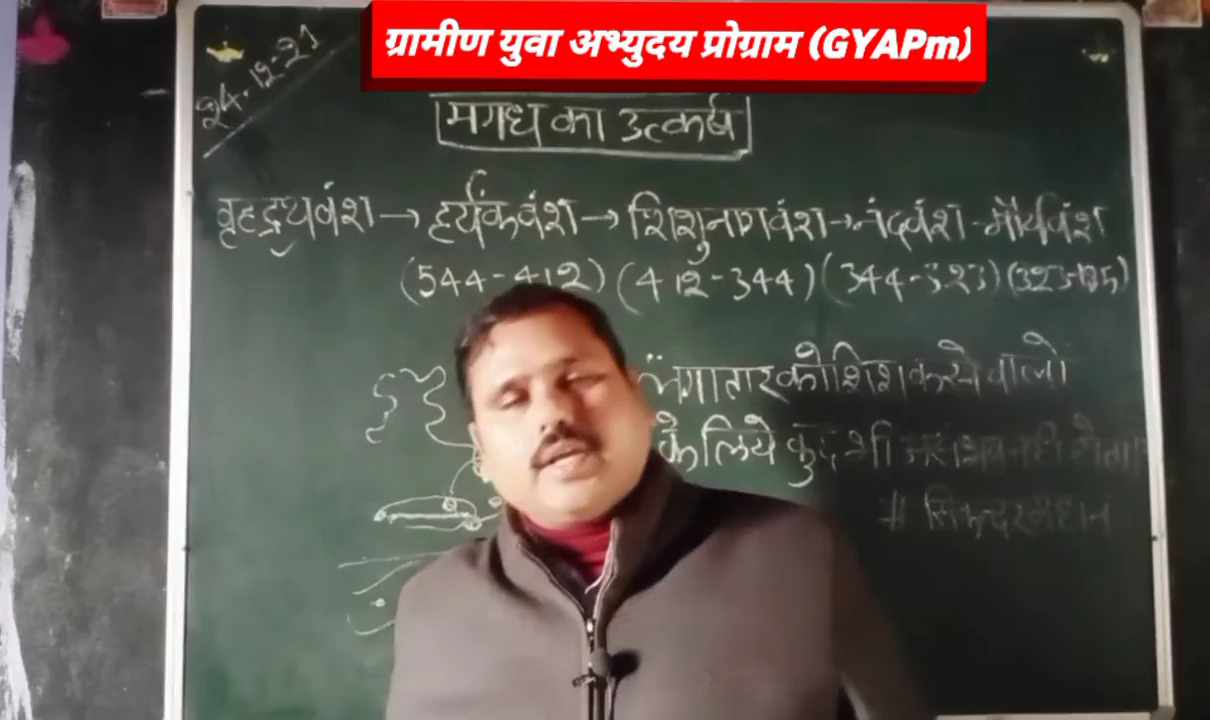 ग्रामीण युवा अभ्युदय प्रोग्राम (GYAPm)
24-12-21
मगध का उत्कर्ष
वृहद्रथवंश → हर्यंकवंश → शिशुनागवंश → नंदवंश - मौर्यवंश
(544-412) (412-344) (344-323) (323-185)
लगातार कोशिश करने वालो
के लिये कुछ भी असंभव नही होता"
# सिकन्दर महान